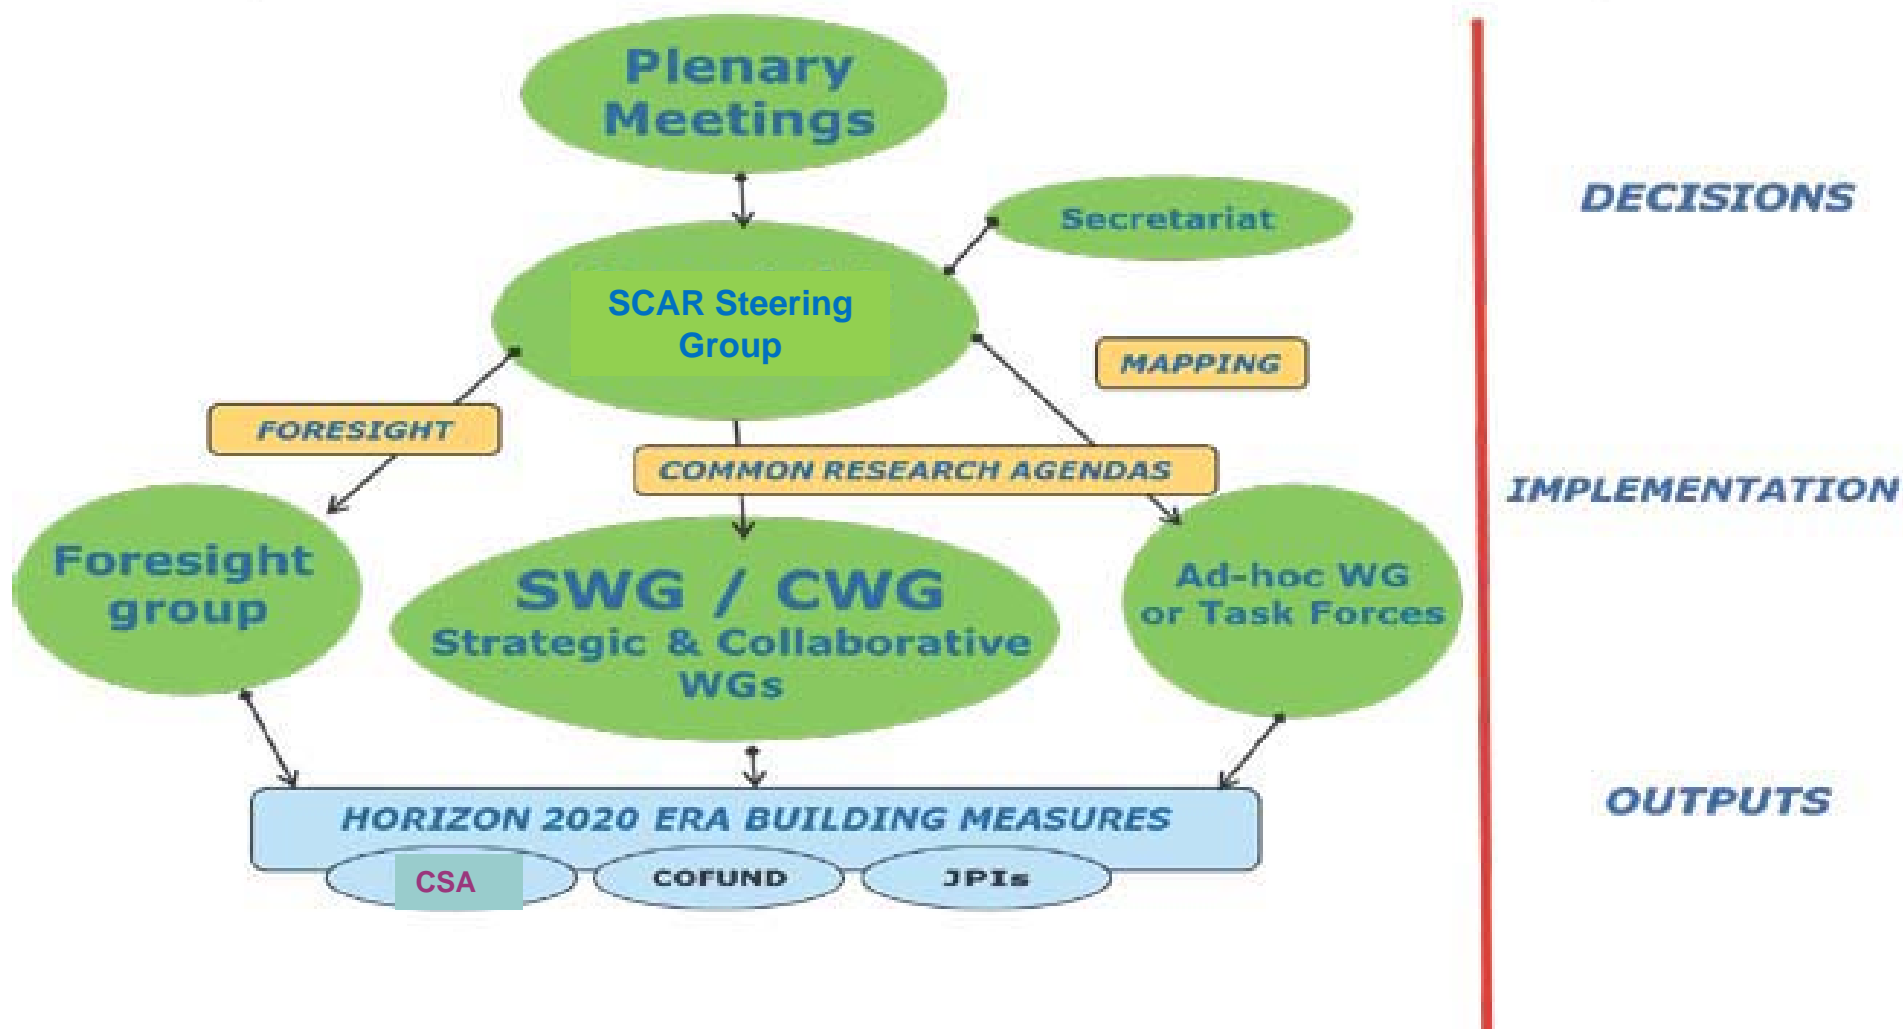 Plenary
Meetings
Secretariat
DECISIONS
SCAR Steering
Group
MAPPING
FORESIGHT
COMMON RESEARCH AGENDAS
IMPLEMENTATION
Foresight
group
SWG / CWG
Strategic & Collaborative
WGs
Ad-hoc WG
or Task Forces
HORIZON 2020 ERA BUILDING MEASURES
OUTPUTS
CSA
COFUND
JPIs